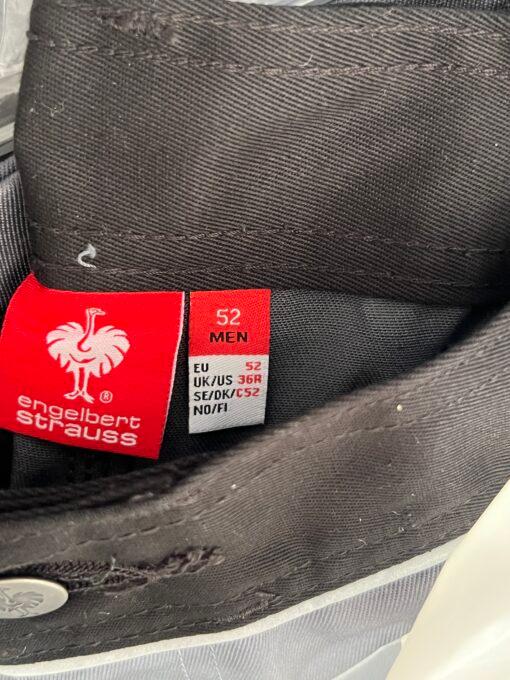 engelbert
strauss
®
52
MEN
EU 52
UK/US 36R
SE/DK/ C52
NO/FI